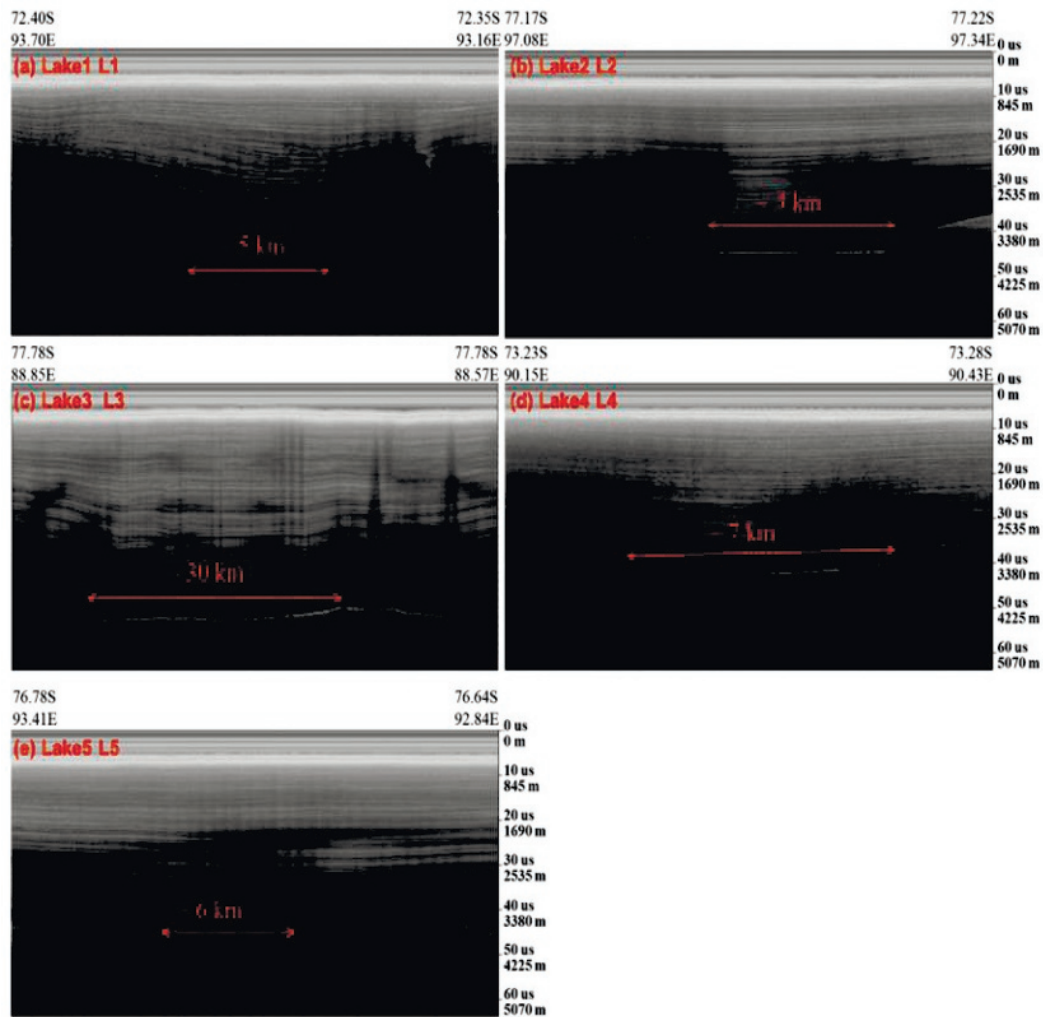 72.40S 72.35S
93.70E 93.16E
(a) Lake1 L1
5 km
77.17S 77.22S
97.08E 97.34E
(b) Lake2 L2
km
0 us
0 m
10 us
845 m
20 us
1690 m
30 us
2535 m
40 us
3380 m
50 us
4225 m
60 us
5070 m
77.78S 77.78S
88.85E 88.57E
(c) Lake3 L3
30 km
73.23S 73.28S
90.15E 90.43E
(d) Lake4 L4
7 km
0 us
0 m
10 us
845 m
20 us
1690 m
30 us
2535 m
40 us
3380 m
50 us
4225 m
60 us
5070 m
76.78S 76.64S
93.41E 92.84E
(e) Lake5 L5
6 km
0 us
0 m
10 us
845 m
20 us
1690 m
30 us
2535 m
40 us
3380 m
50 us
4225 m
60 us
5070 m